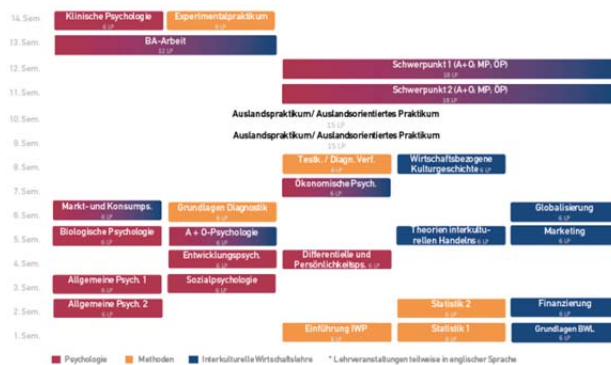 14. Sem. Klinische Psychologie Experimentalpraktikum
6 LP 6 LP
13. Sem. BA-Arbeit
12 LP
12. Sem. Schwerpunkt 1 (A+O; MP; ÖP)
18 LP
11. Sem. Schwerpunkt 2 (A+O; MP; ÖP)
18 LP
10. Sem. Auslandspraktikum/ Auslandsorientiertes Praktikum
15 LP
Auslandspraktikum/ Auslandsorientiertes Praktikum
9. Sem. 15 LP
8. Sem. Testk. / Diagn. Verf. Wirtschaftsbezogene
6 LP Kulturgeschichte 6 LP
7. Sem. Ökonomische Psych.
6 LP
6. Sem. Markt- und Konsumps. Grundlagen Diagnostik Globalisierung
6 LP 6 LP 6 LP
5. Sem. Biologische Psychologie A + O-Psychologie Theorien interkultu- Marketing
6 LP 6 LP rellen Handelns 6 LP 6 LP
4. Sem. Entwicklungspsych. Differentielle und
6 LP Persönlichkeitsps. 6 LP
3. Sem. Allgemeine Psych. 1 Sozialpsychologie
6 LP 6 LP
2. Sem. Allgemeine Psych. 2 Statistik 2 Finanzierung
6 LP 6 LP 6 LP
1. Sem. Einführung IWP Statistik 1 Grundlagen BWL
6 LP 6 LP 6 LP
Psychologie Methoden Interkulturelle Wirtschaftslehre * Lehrveranstaltungen teilweise in englischer Sprache